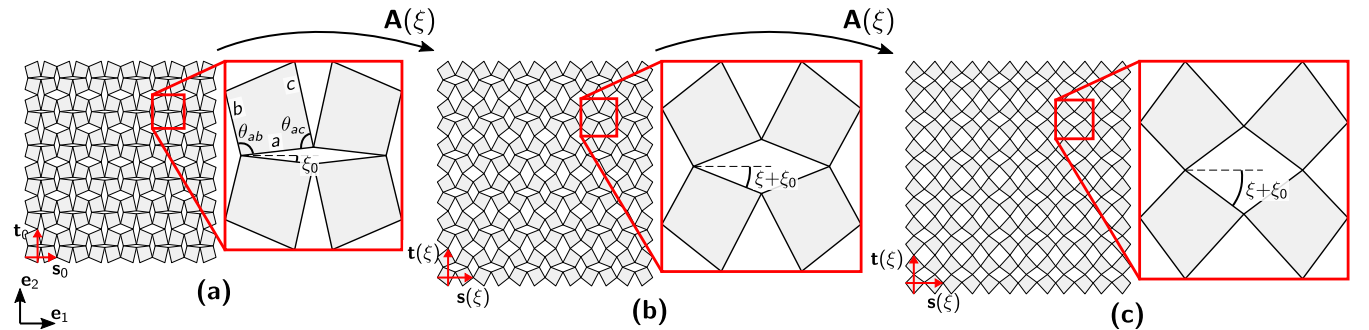 A(ξ)
A(ξ)
b
c
θab
θac
a
ξ0
t0
s0
e2
e1
(a)
ξ+ξ0
t(ξ)
s(ξ)
(b)
ξ+ξ0
t(ξ)
s(ξ)
(c)